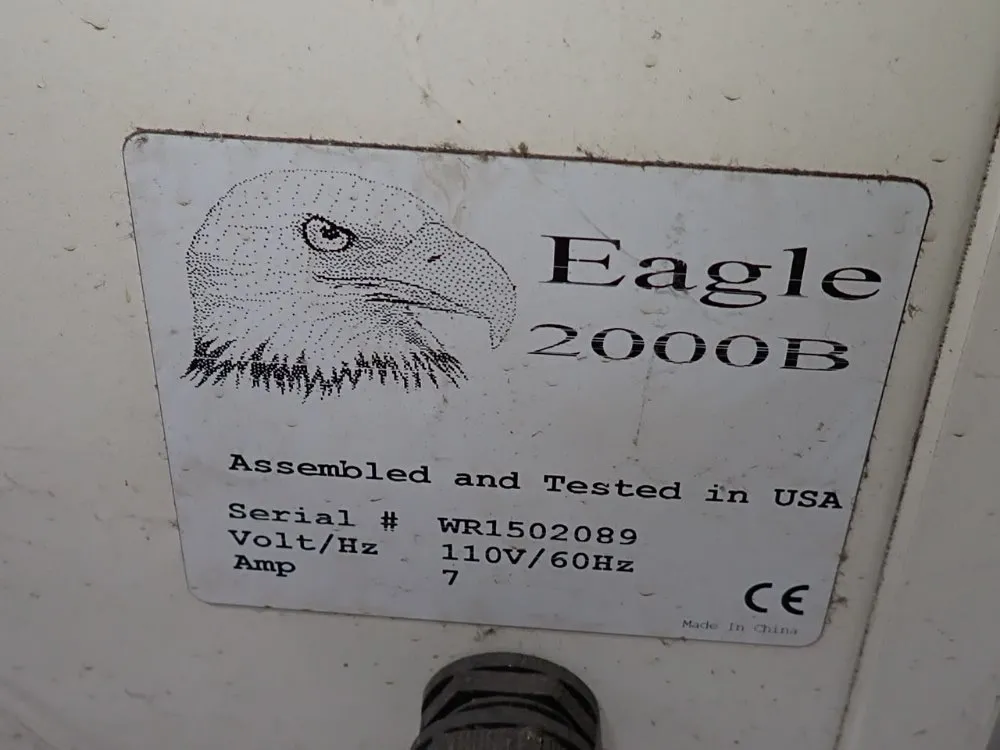 Eagle
2000B
Assembled and Tested in USA
Serial # WR1502089
Volt/Hz 110V/60Hz
Amp 7
CE
Made In China